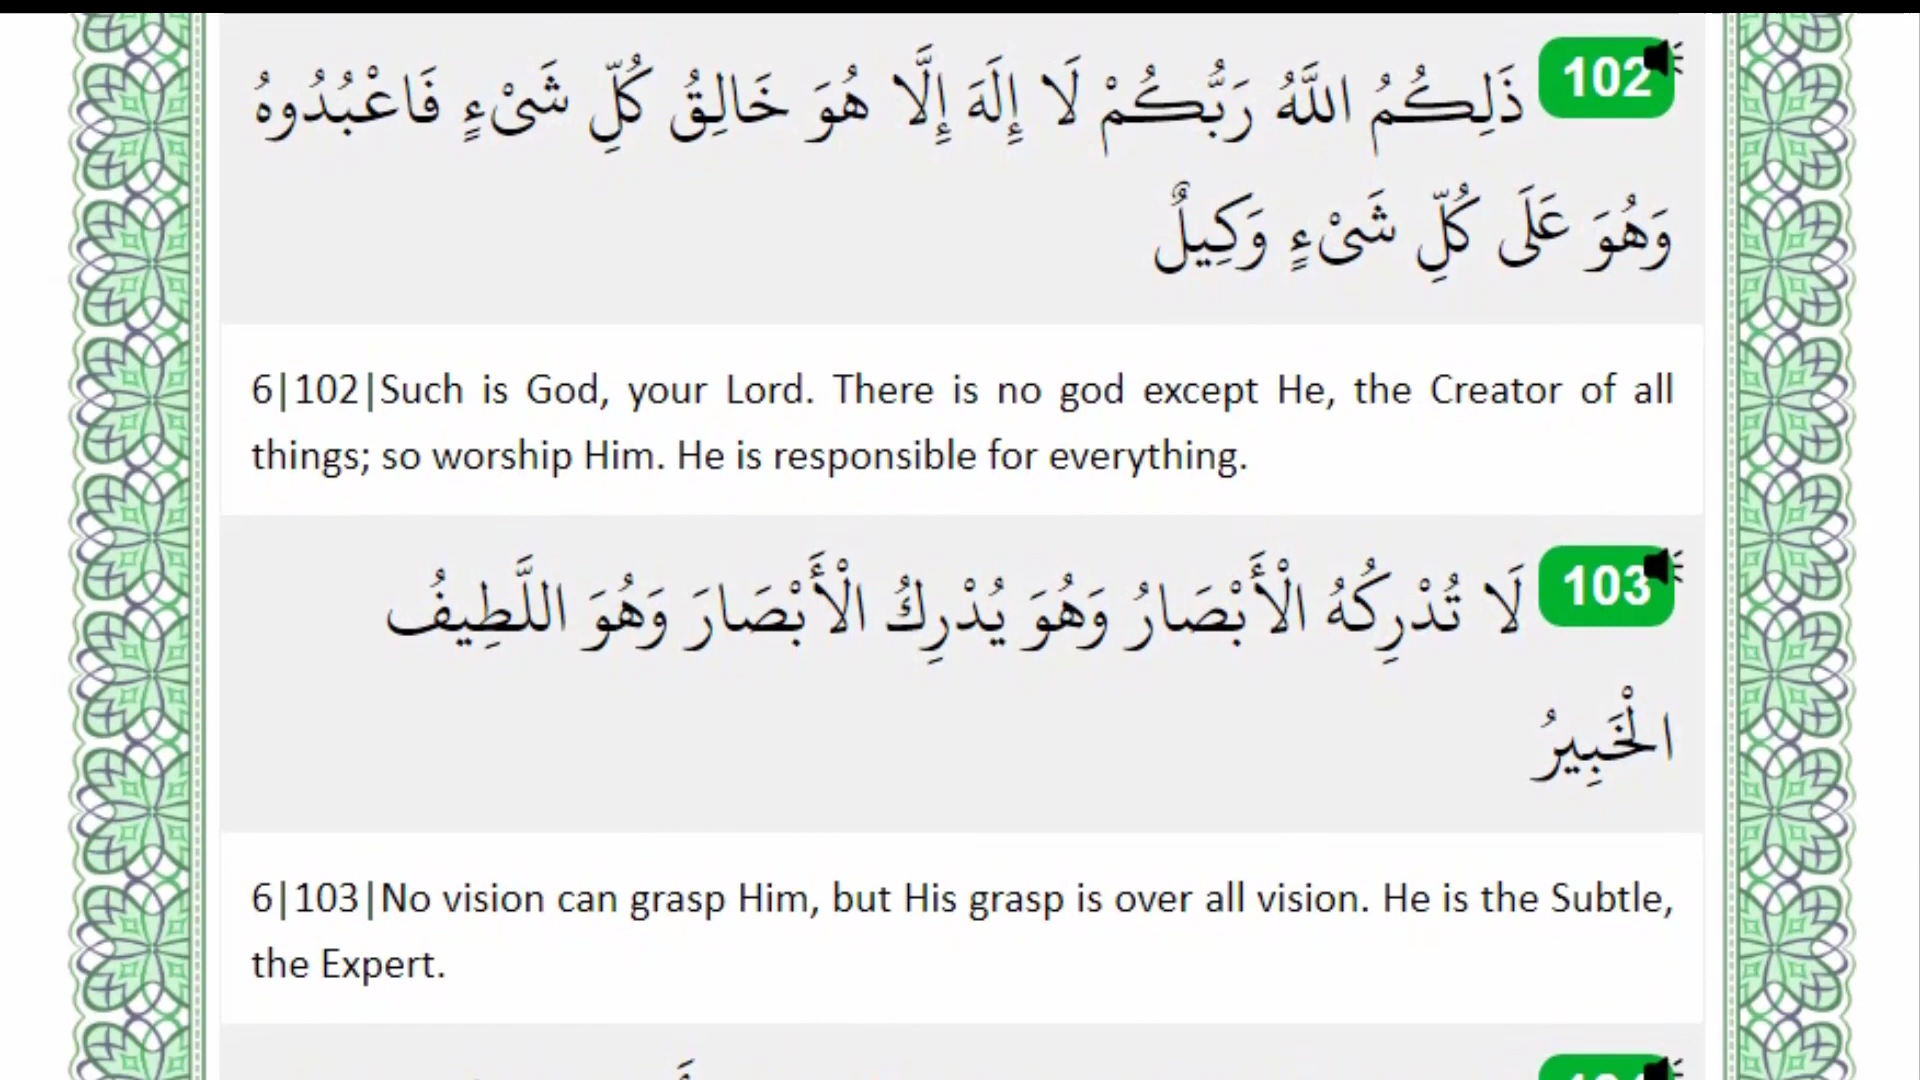 102 ذَلِكُمُ اللَّهُ رَبُّكُمْ لَا إِلَهَ إِلَّا هُوَ خَالِقُ كُلِّ شَىْءٍ فَاعْبُدُوهُ
وَهُوَ عَلَى كُلِّ شَىْءٍ وَكِيلٌ
6|102|Such is God, your Lord. There is no god except He, the Creator of all
things; so worship Him. He is responsible for everything.
103 لَا تُدْرِكُهُ الْأَبْصَارُ وَهُوَ يُدْرِكُ الْأَبْصَارَ وَهُوَ اللَّطِيفُ
الْخَبِيرُ
6|103|No vision can grasp Him, but His grasp is over all vision. He is the Subtle,
the Expert.